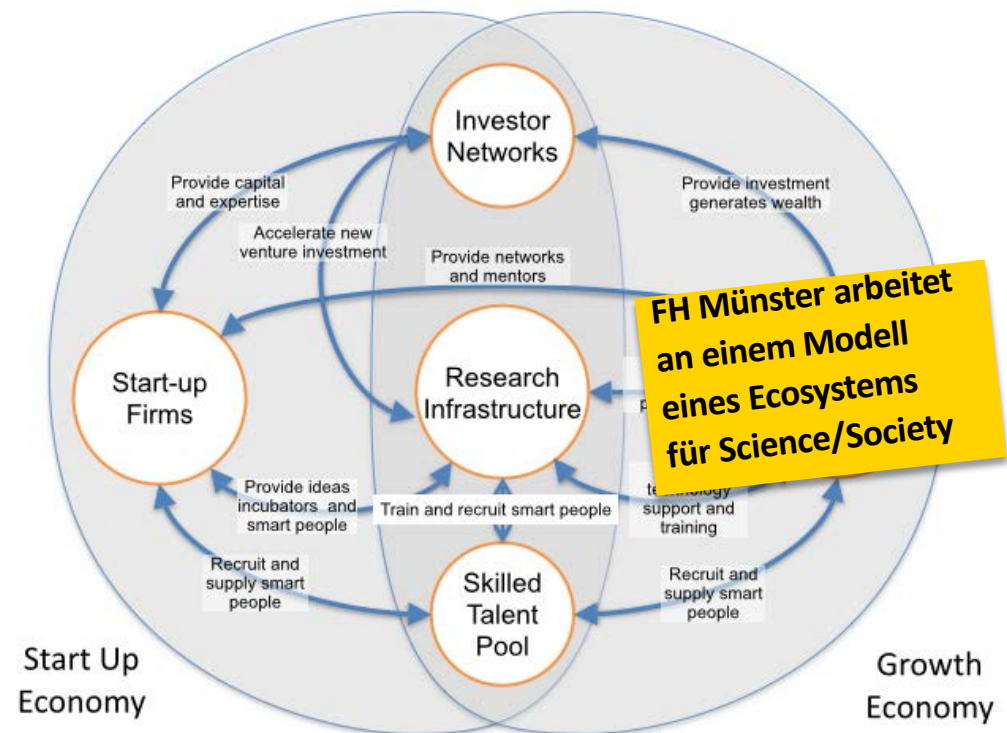 Investor
Networks
Provide capital
and expertise
Provide investment
generates wealth
Accelerate new
venture investment
Provide networks
and mentors
FH Münster arbeitet
an einem Modell
eines Ecosystems
für Science/Society
Start-up
Firms
Research
Infrastructure
Provide ideas
incubators and
smart people
Train and recruit smart people
technology
support and
training
Recruit and
supply smart
people
Skilled
Talent
Pool
Recruit and
supply smart
people
Start Up
Economy
Growth
Economy